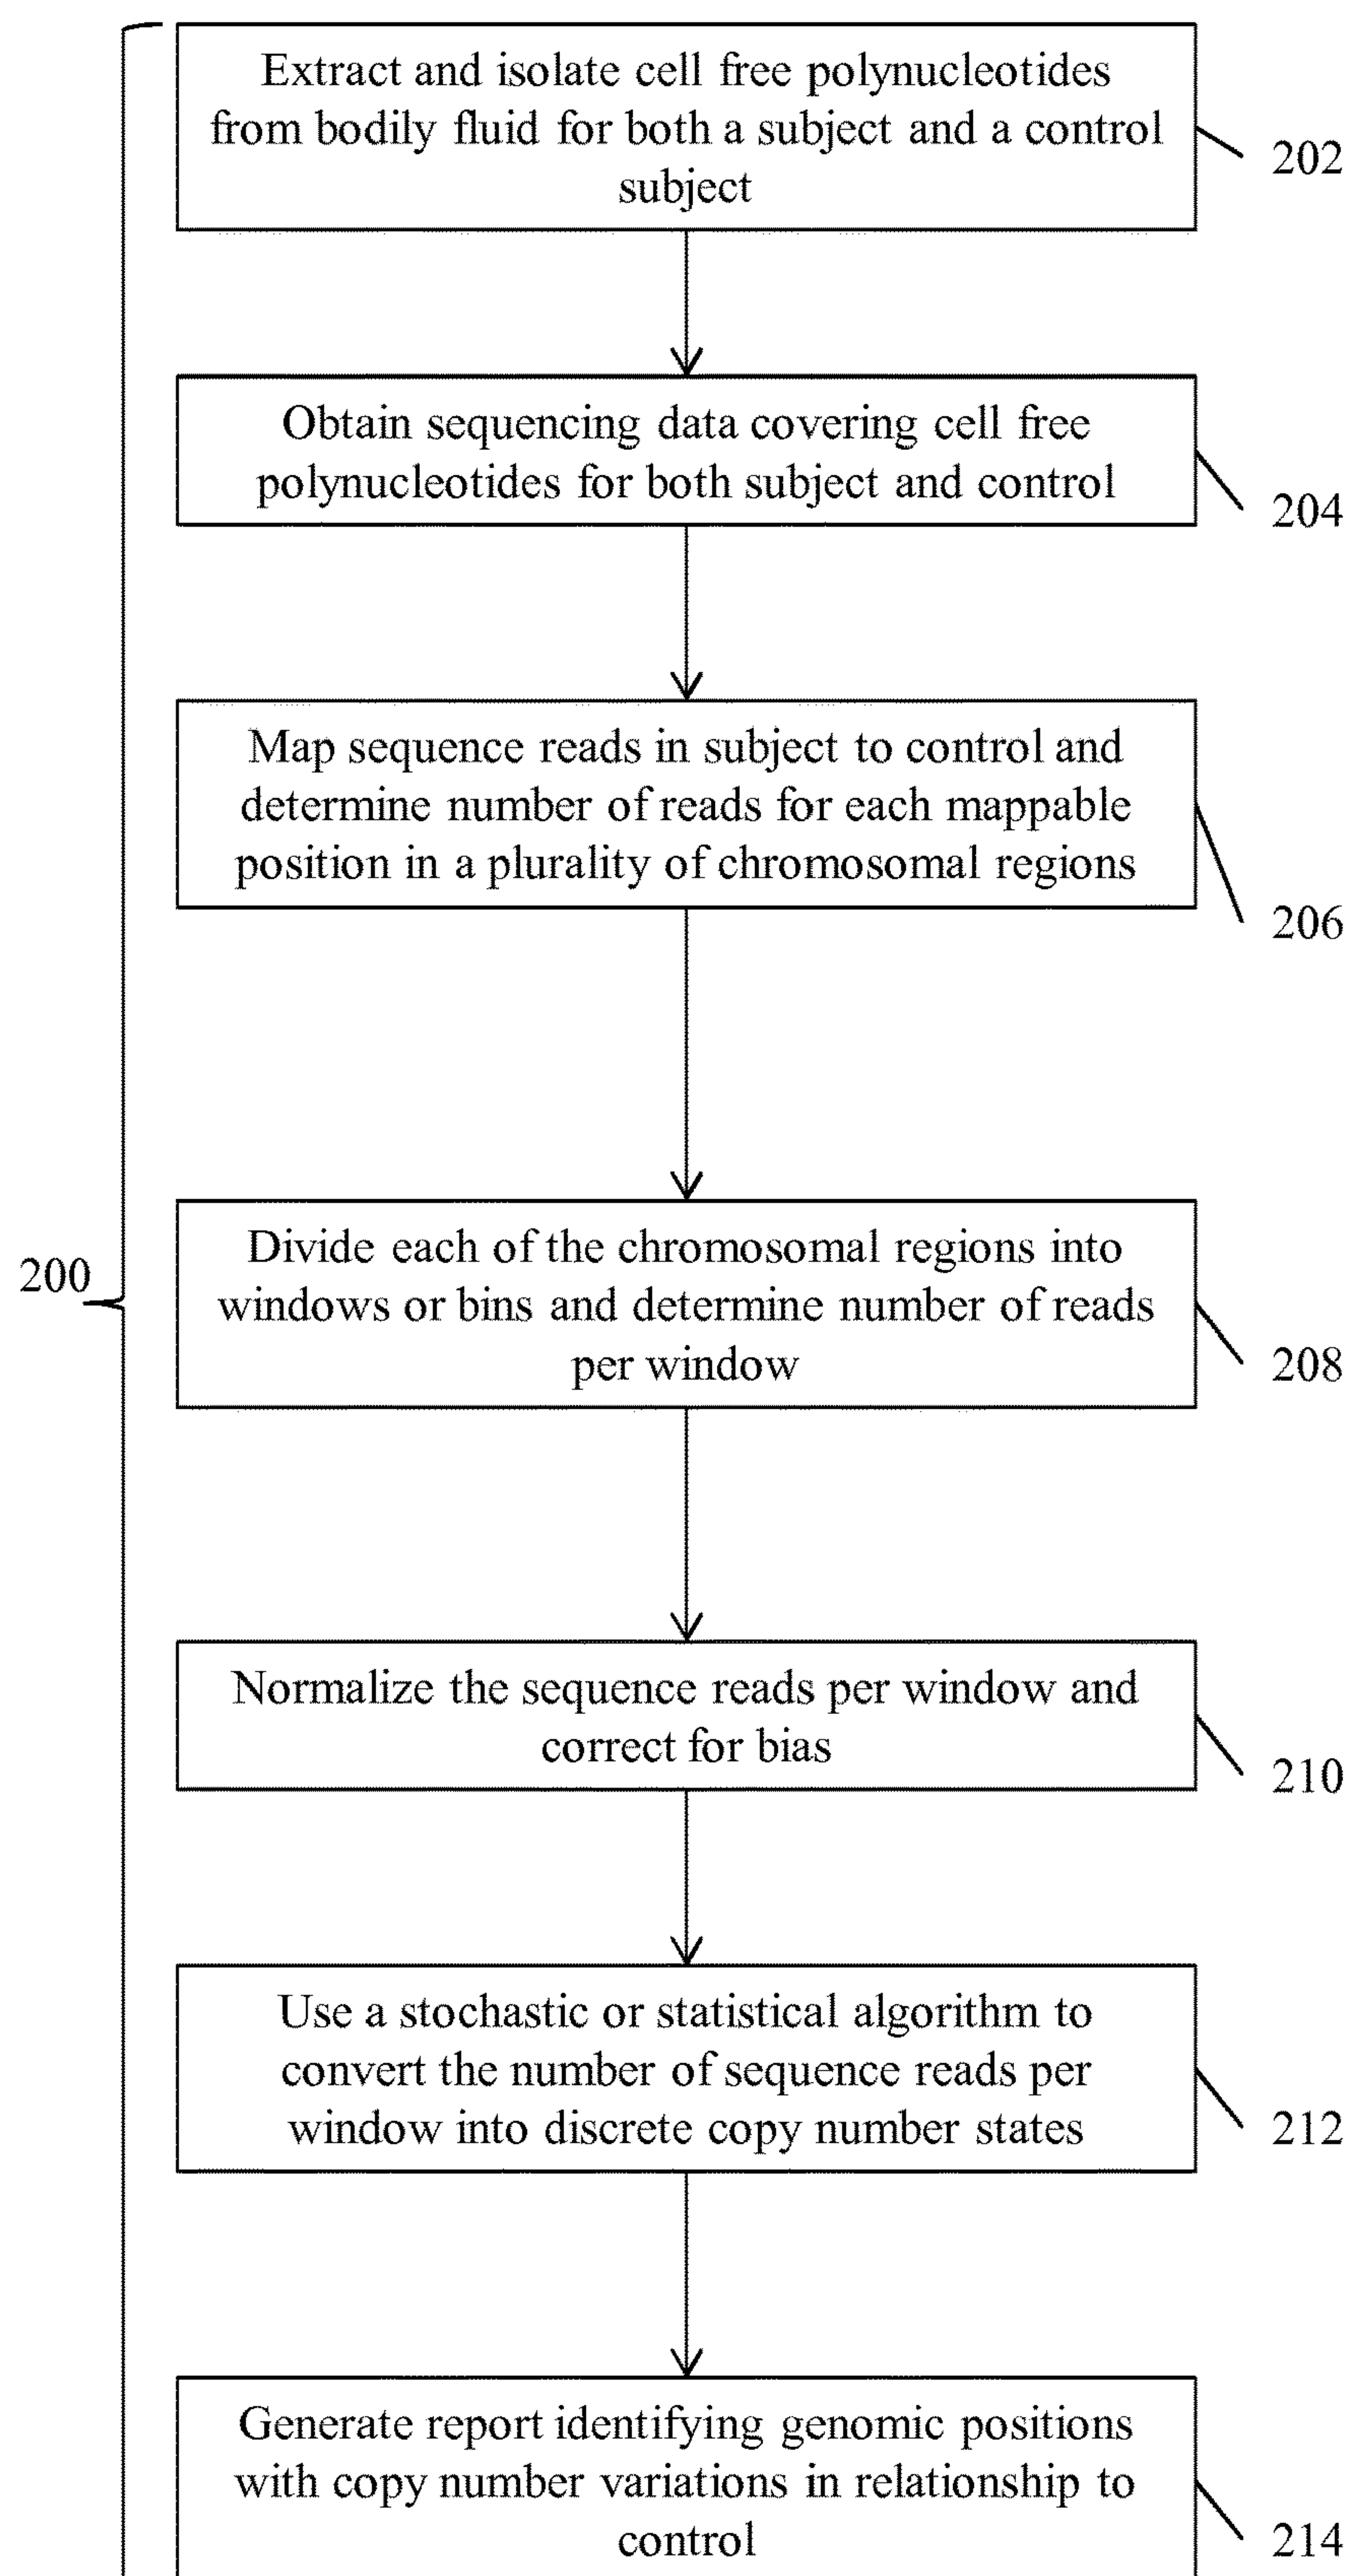 Extract and isolate cell free polynucleotides
from bodily fluid for both a subject and a control
subject
202
Obtain sequencing data covering cell free
polynucleotides for both subject and control
204
Map sequence reads in subject to control and
determine number of reads for each mappable
position in a plurality of chromosomal regions
206
200
Divide each of the chromosomal regions into
windows or bins and determine number of reads
per window
208
Normalize the sequence reads per window and
correct for bias
210
Use a stochastic or statistical algorithm to
convert the number of sequence reads per
window into discrete copy number states
212
Generate report identifying genomic positions
with copy number variations in relationship to
control
214